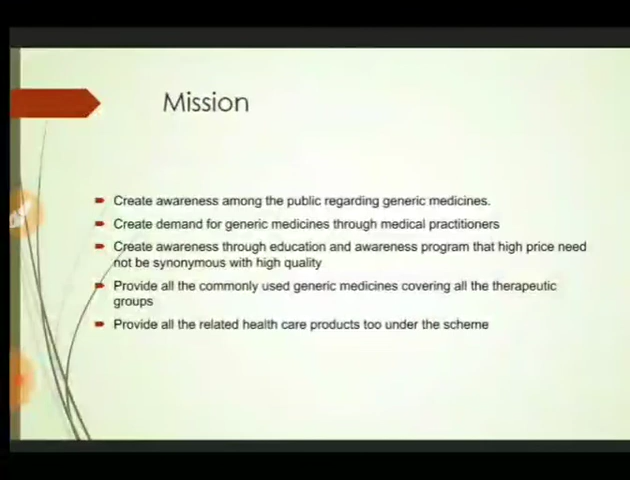 Mission
Create awareness among the public regarding generic medicines.
Create demand for generic medicines through medical practitioners
Create awareness through education and awareness program that high price need
not be synonymous with high quality
Provide all the commonly used generic medicines covering all the therapeutic
groups
Provide all the related health care products too under the scheme